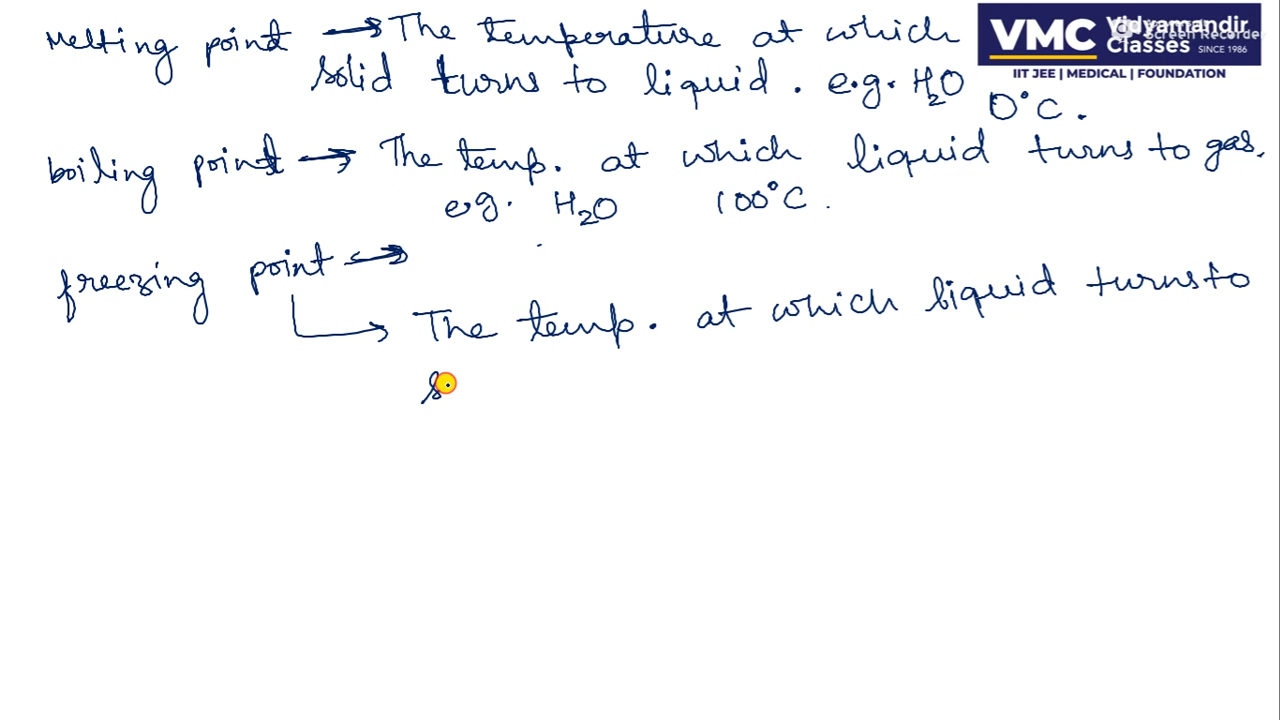 Melting point → The temperature at which
solid turns to liquid. e.g. H₂O 0°C.
boiling point → The temp. at which liquid turns to gas.
e.g. H₂O 100°C.
freezing point →
The temp. at which liquid turns to
s
VMC Vidyamandir Classes SINCE 1986
IIT JEE | MEDICAL | FOUNDATION
Screen Recorder